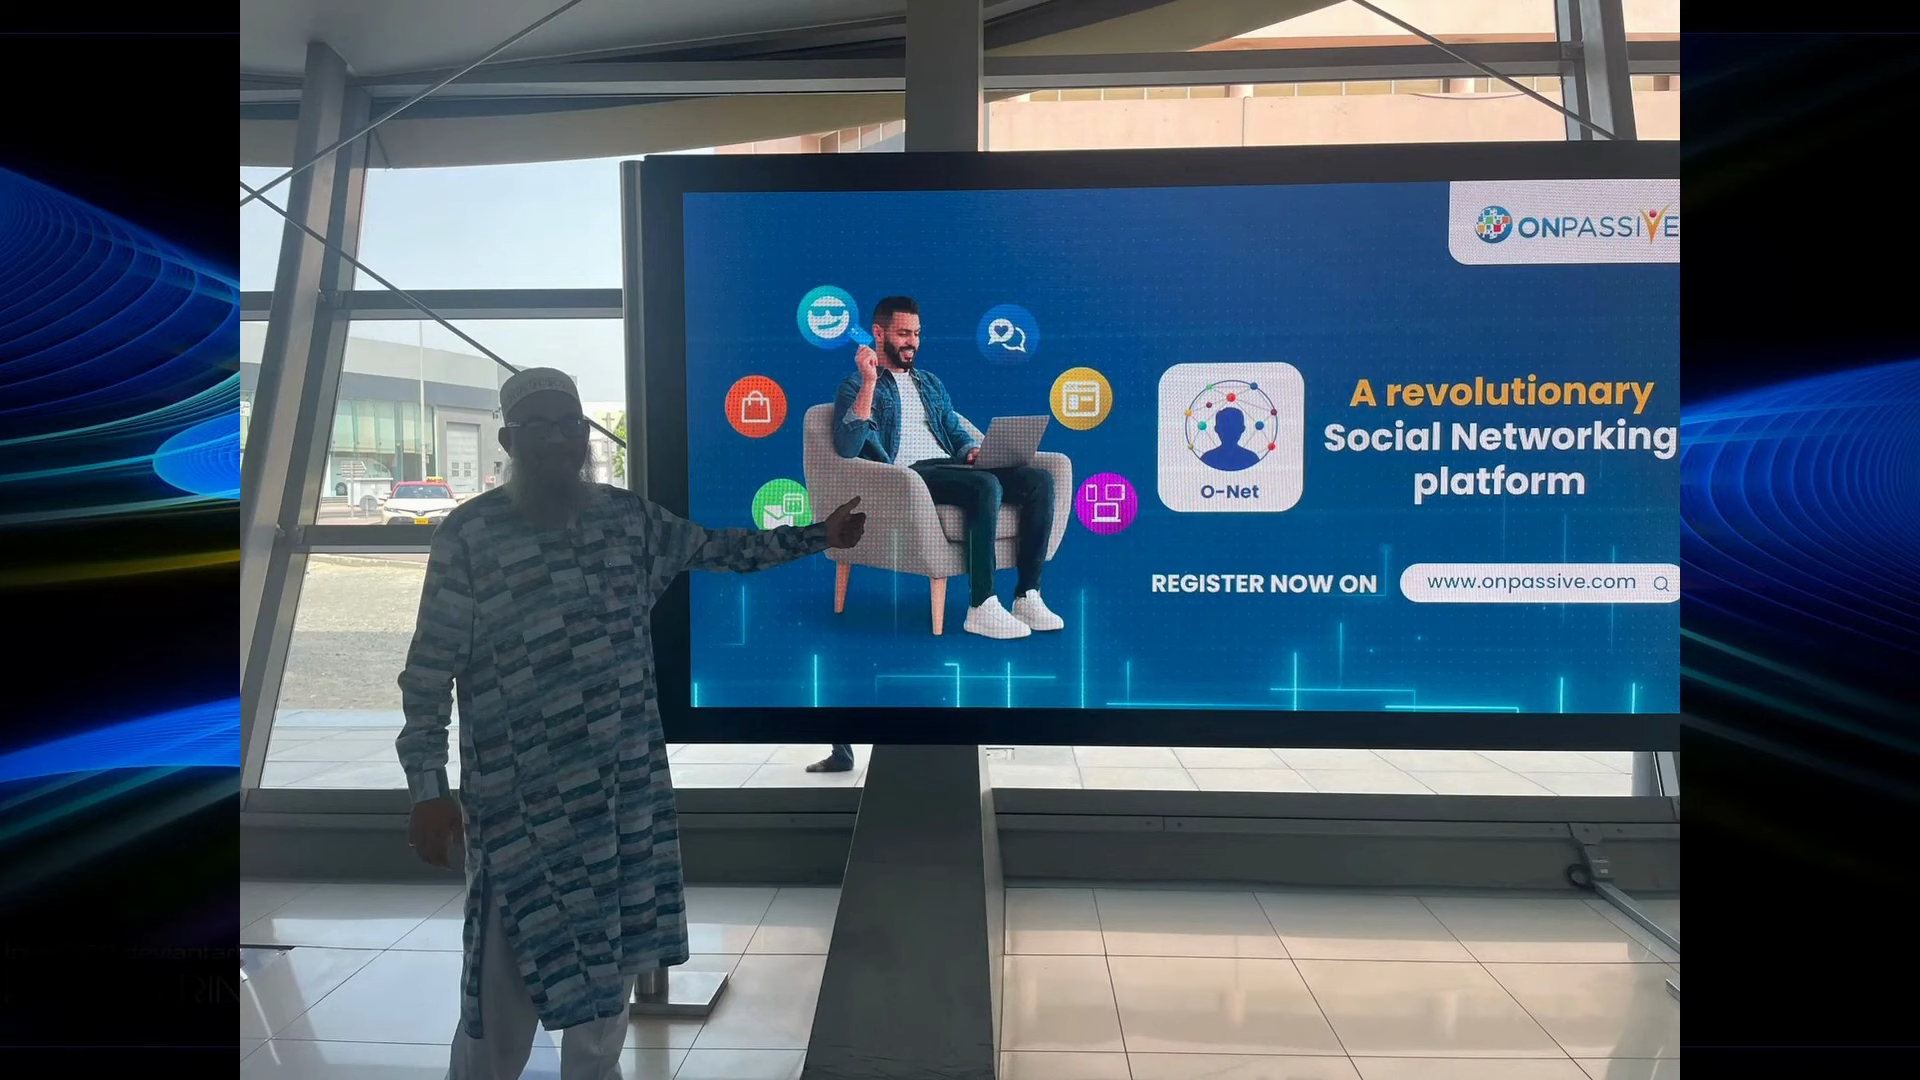 ONPASSIVE
A revolutionary
Social Networking
platform
O-Net
REGISTER NOW ON
www.onpassive.com